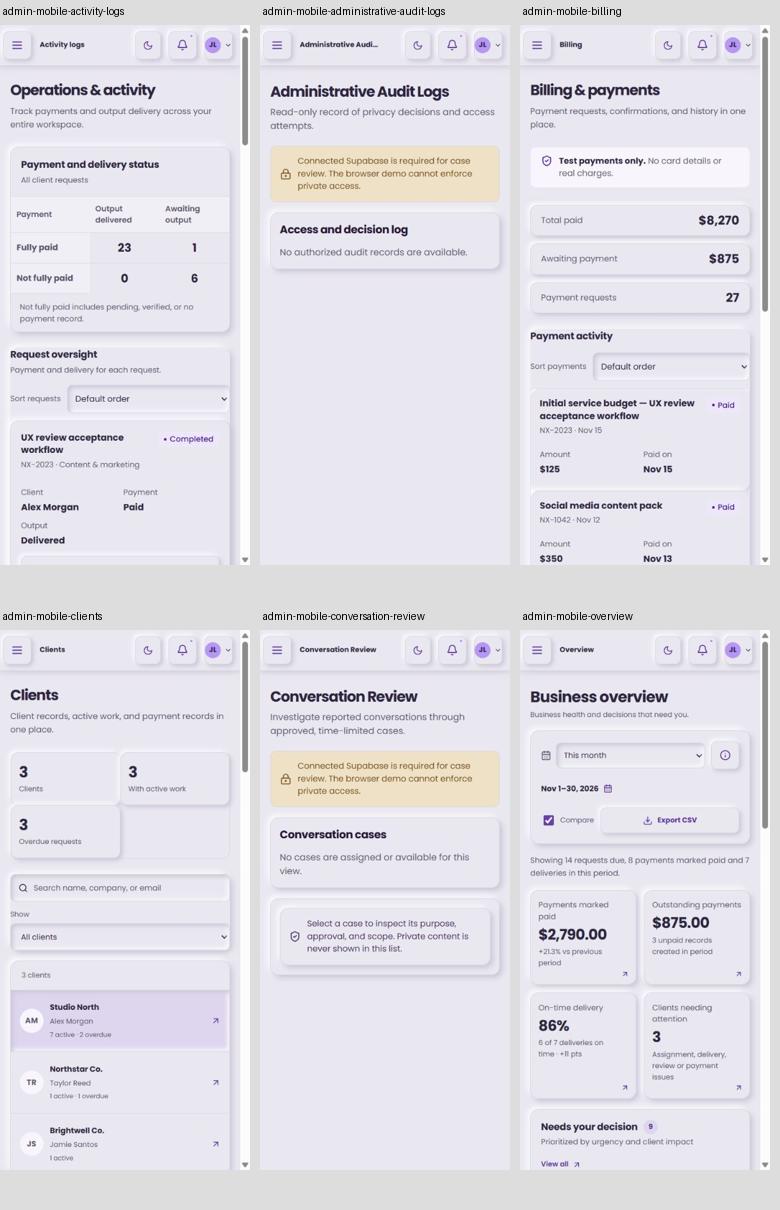 admin-mobile-activity-logs
Activity logs
JL
Operations & activity
Track payments and output delivery across your
entire workspace.
Payment and delivery status
All client requests
Payment
Output
delivered
Awaiting
output
Fully paid
23
1
Not fully paid
0
6
Not fully paid includes pending, verified, or no
payment record.
Request oversight
Payment and delivery for each request.
Sort requests
Default order
UX review acceptance
workflow
• Completed
NX-2023 · Content & marketing
Client
Alex Morgan
Payment
Paid
Output
Delivered
admin-mobile-administrative-audit-logs
Administrative Audi...
JL
Administrative Audit Logs
Read-only record of privacy decisions and access
attempts.
Connected Supabase is required for case
review. The browser demo cannot enforce
private access.
Access and decision log
No authorized audit records are available.
admin-mobile-billing
Billing
JL
Billing & payments
Payment requests, confirmations, and history in one
place.
Test payments only. No card details or
real charges.
Total paid
$8,270
Awaiting payment
$875
Payment requests
27
Payment activity
Sort payments
Default order
Initial service budget — UX review
acceptance workflow
• Paid
NX-2023 · Nov 15
Amount
$125
Paid on
Nov 15
Social media content pack
• Paid
NX-1042 · Nov 12
Amount
$350
Paid on
Nov 13
admin-mobile-clients
Clients
JL
Clients
Client records, active work, and payment records in
one place.
3
Clients
3
With active work
3
Overdue requests
Search name, company, or email
Show
All clients
3 clients
AM
Studio North
Alex Morgan
7 active · 2 overdue
TR
Northstar Co.
Taylor Reed
1 active · 1 overdue
JS
Brightwell Co.
Jamie Santos
1 active
admin-mobile-conversation-review
Conversation Review
JL
Conversation Review
Investigate reported conversations through
approved, time-limited cases.
Connected Supabase is required for case
review. The browser demo cannot enforce
private access.
Conversation cases
No cases are assigned or available for this
view.
Select a case to inspect its purpose,
approval, and scope. Private content is
never shown in this list.
admin-mobile-overview
Overview
JL
Business overview
Business health and decisions that need you.
This month
Nov 1–30, 2026
Compare
Export CSV
Showing 14 requests due, 8 payments marked paid and 7
deliveries in this period.
Payments marked
paid
$2,790.00
+21.3% vs previous
period
Outstanding payments
$875.00
3 unpaid records
created in period
On-time delivery
86%
6 of 7 deliveries on
time · +11 pts
Clients needing
attention
3
Assignment, delivery,
review or payment
issues
Needs your decision 9
Prioritized by urgency and client impact
View all